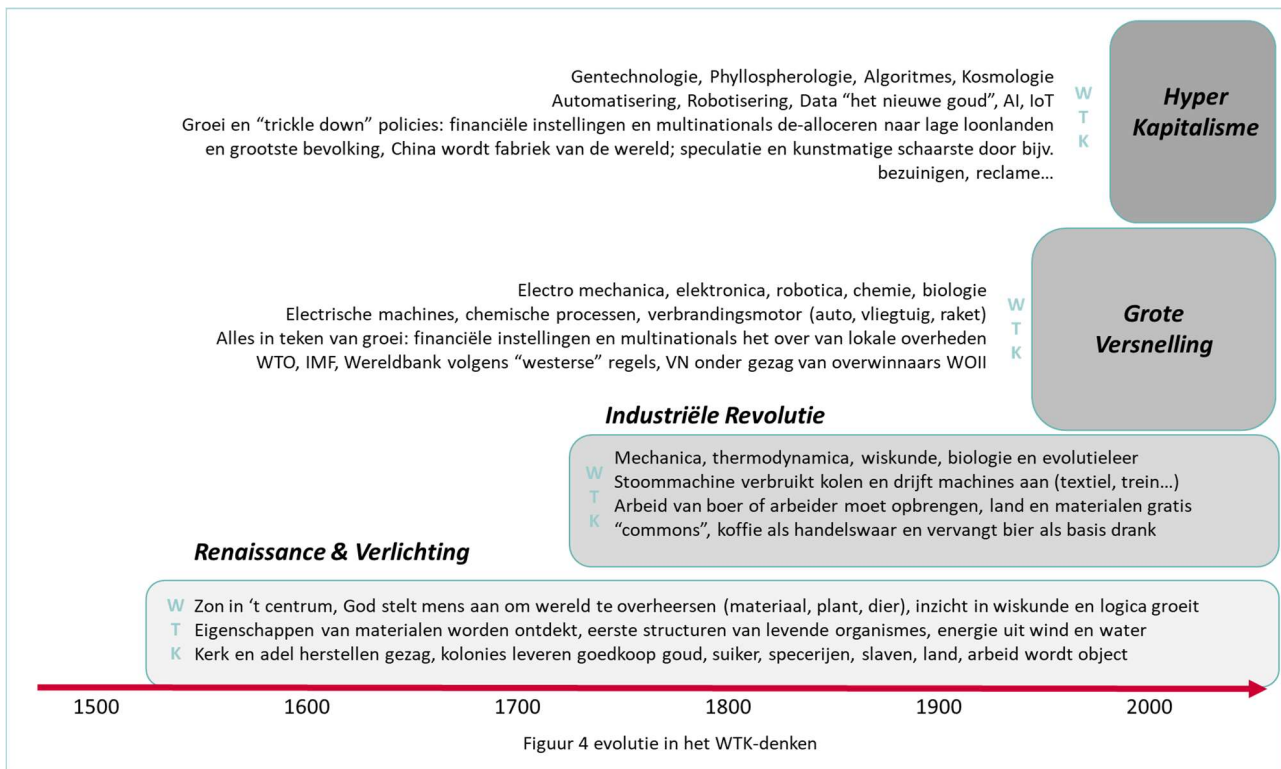 Gentechnologie, Phyllospherologie, Algoritmes, Kosmologie
Automatisering, Robotisering, Data “het nieuwe goud”, AI, IoT
Groei en “trickle down” policies: financiële instellingen en multinationals de-alloceren naar lage loonlanden
en grootste bevolking, China wordt fabriek van de wereld; speculatie en kunstmatige schaarste door bijv.
bezuinigen, reclame…
W
T
K
Hyper
Kapitalisme
Electro mechanica, elektronica, robotica, chemie, biologie
Electrische machines, chemische processen, verbrandingsmotor (auto, vliegtuig, raket)
Alles in teken van groei: financiële instellingen en multinationals het over van lokale overheden
WTO, IMF, Wereldbank volgens “westerse” regels, VN onder gezag van overwinnaars WOII
W
T
K
Grote
Versnelling
Industriële Revolutie
W
T
K
Mechanica, thermodynamica, wiskunde, biologie en evolutieleer
Stoommachine verbruikt kolen en drijft machines aan (textiel, trein…)
Arbeid van boer of arbeider moet opbrengen, land en materialen gratis
“commons”, koffie als handelswaar en vervangt bier als basis drank
Renaissance & Verlichting
W Zon in ‘t centrum, God stelt mens aan om wereld te overheersen (materiaal, plant, dier), inzicht in wiskunde en logica groeit
T Eigenschappen van materialen worden ontdekt, eerste structuren van levende organismes, energie uit wind en water
K Kerk en adel herstellen gezag, kolonies leveren goedkoop goud, suiker, specerijen, slaven, land, arbeid wordt object
1500 1600 1700 1800 1900 2000
Figuur 4 evolutie in het WTK-denken